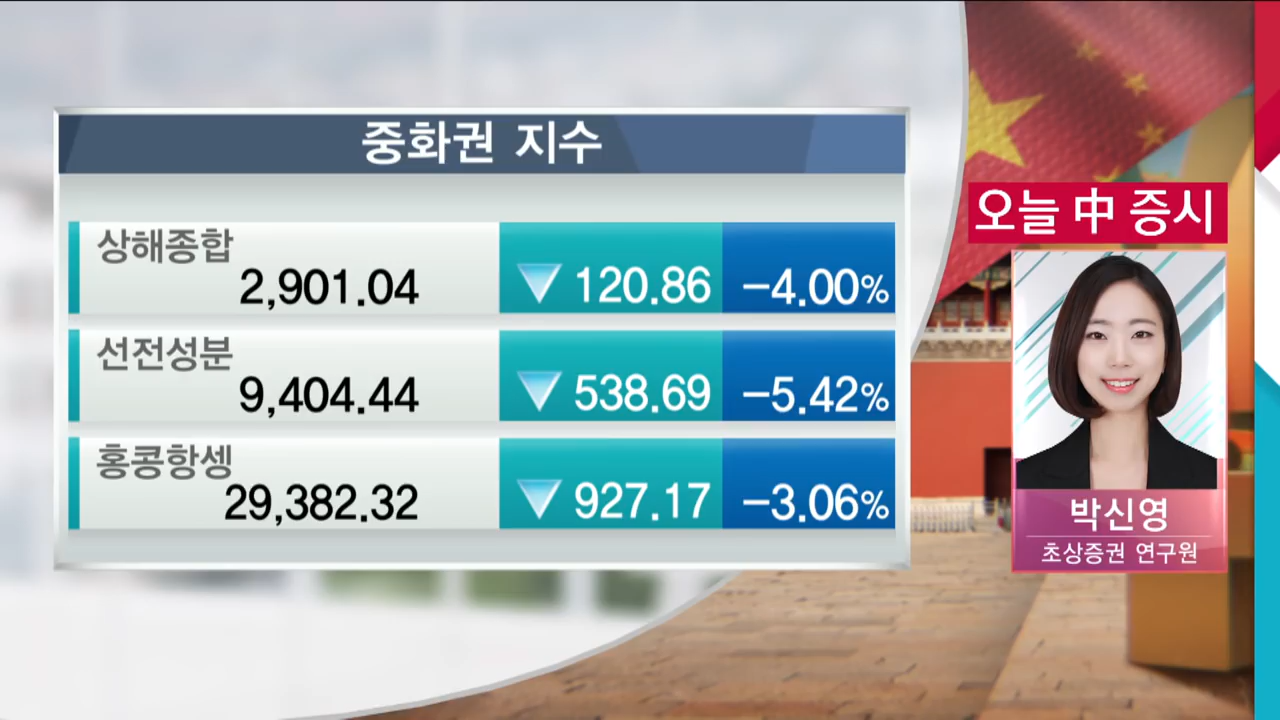 중화권 지수
상해종합
2,901.04 ▼ 120.86 -4.00%
선전성분
9,404.44 ▼ 538.69 -5.42%
홍콩항셍
29,382.32 ▼ 927.17 -3.06%
오늘 中 증시
박신영
초상증권 연구원